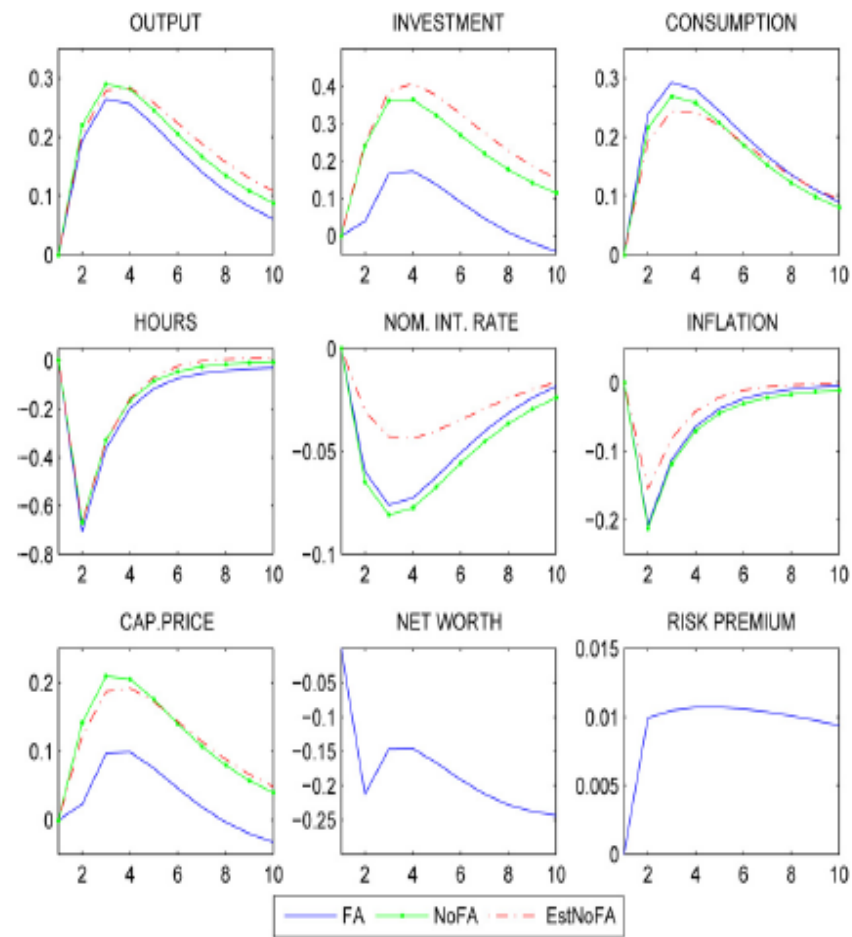 OUTPUT INVESTMENT CONSUMPTION
0.3 0.4 0.3
0.3
0.2 0.2 0.2
0.1 0.1 0.1
0 0 0
2 4 6 8 10 2 4 6 8 10 2 4 6 8 10
HOURS NOM. INT. RATE INFLATION
0 0 0
−0.2
−0.4 −0.05 −0.1
−0.6
−0.2
−0.8 −0.1
2 4 6 8 10 2 4 6 8 10 2 4 6 8 10
CAP.PRICE NET WORTH RISK PREMIUM
0.015
0.2 −0.05
−0.1 0.01
0.1 −0.15
−0.2 0.005
0 −0.25
0
2 4 6 8 10 2 4 6 8 10 2 4 6 8 10
FA NoFA EstNoFA